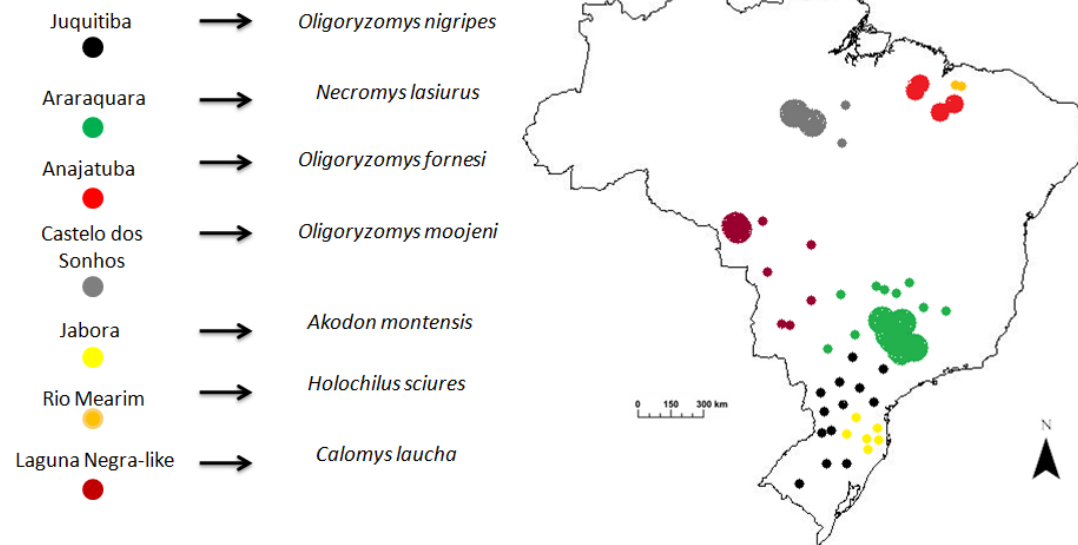 Juquitiba
Oligoryzomys nigripes
Araraquara
Necromys lasiurus
Anajatuba
Oligoryzomys fornesi
Castelo dos
Sonhos
Oligoryzomys moojeni
Jabora
Akodon montensis
Rio Mearim
Holochilus sciures
Laguna Negra-like
Calomys laucha
0 150 300 km
N